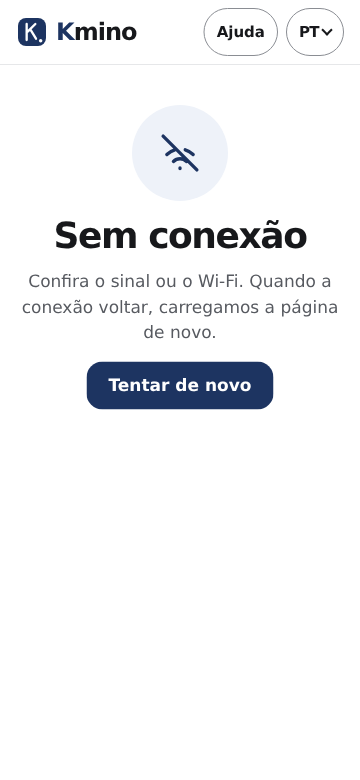 K. Kmino
Ajuda
PT
Sem conexão
Confira o sinal ou o Wi-Fi. Quando a
conexão voltar, carregamos a página
de novo.
Tentar de novo